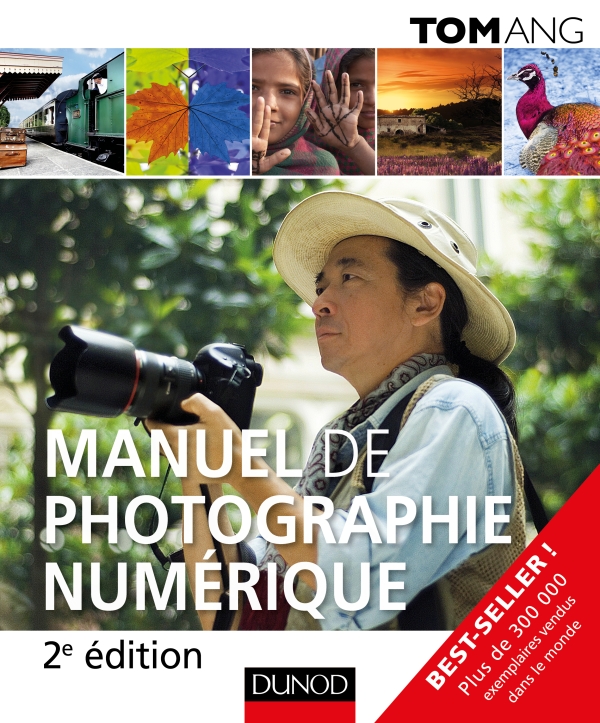 TOM ANG
MANUEL DE
PHOTOGRAPHIE
NUMÉRIQUE
2e édition
BEST-SELLER !
Plus de 300 000
exemplaires vendus
dans le monde
DUNOD